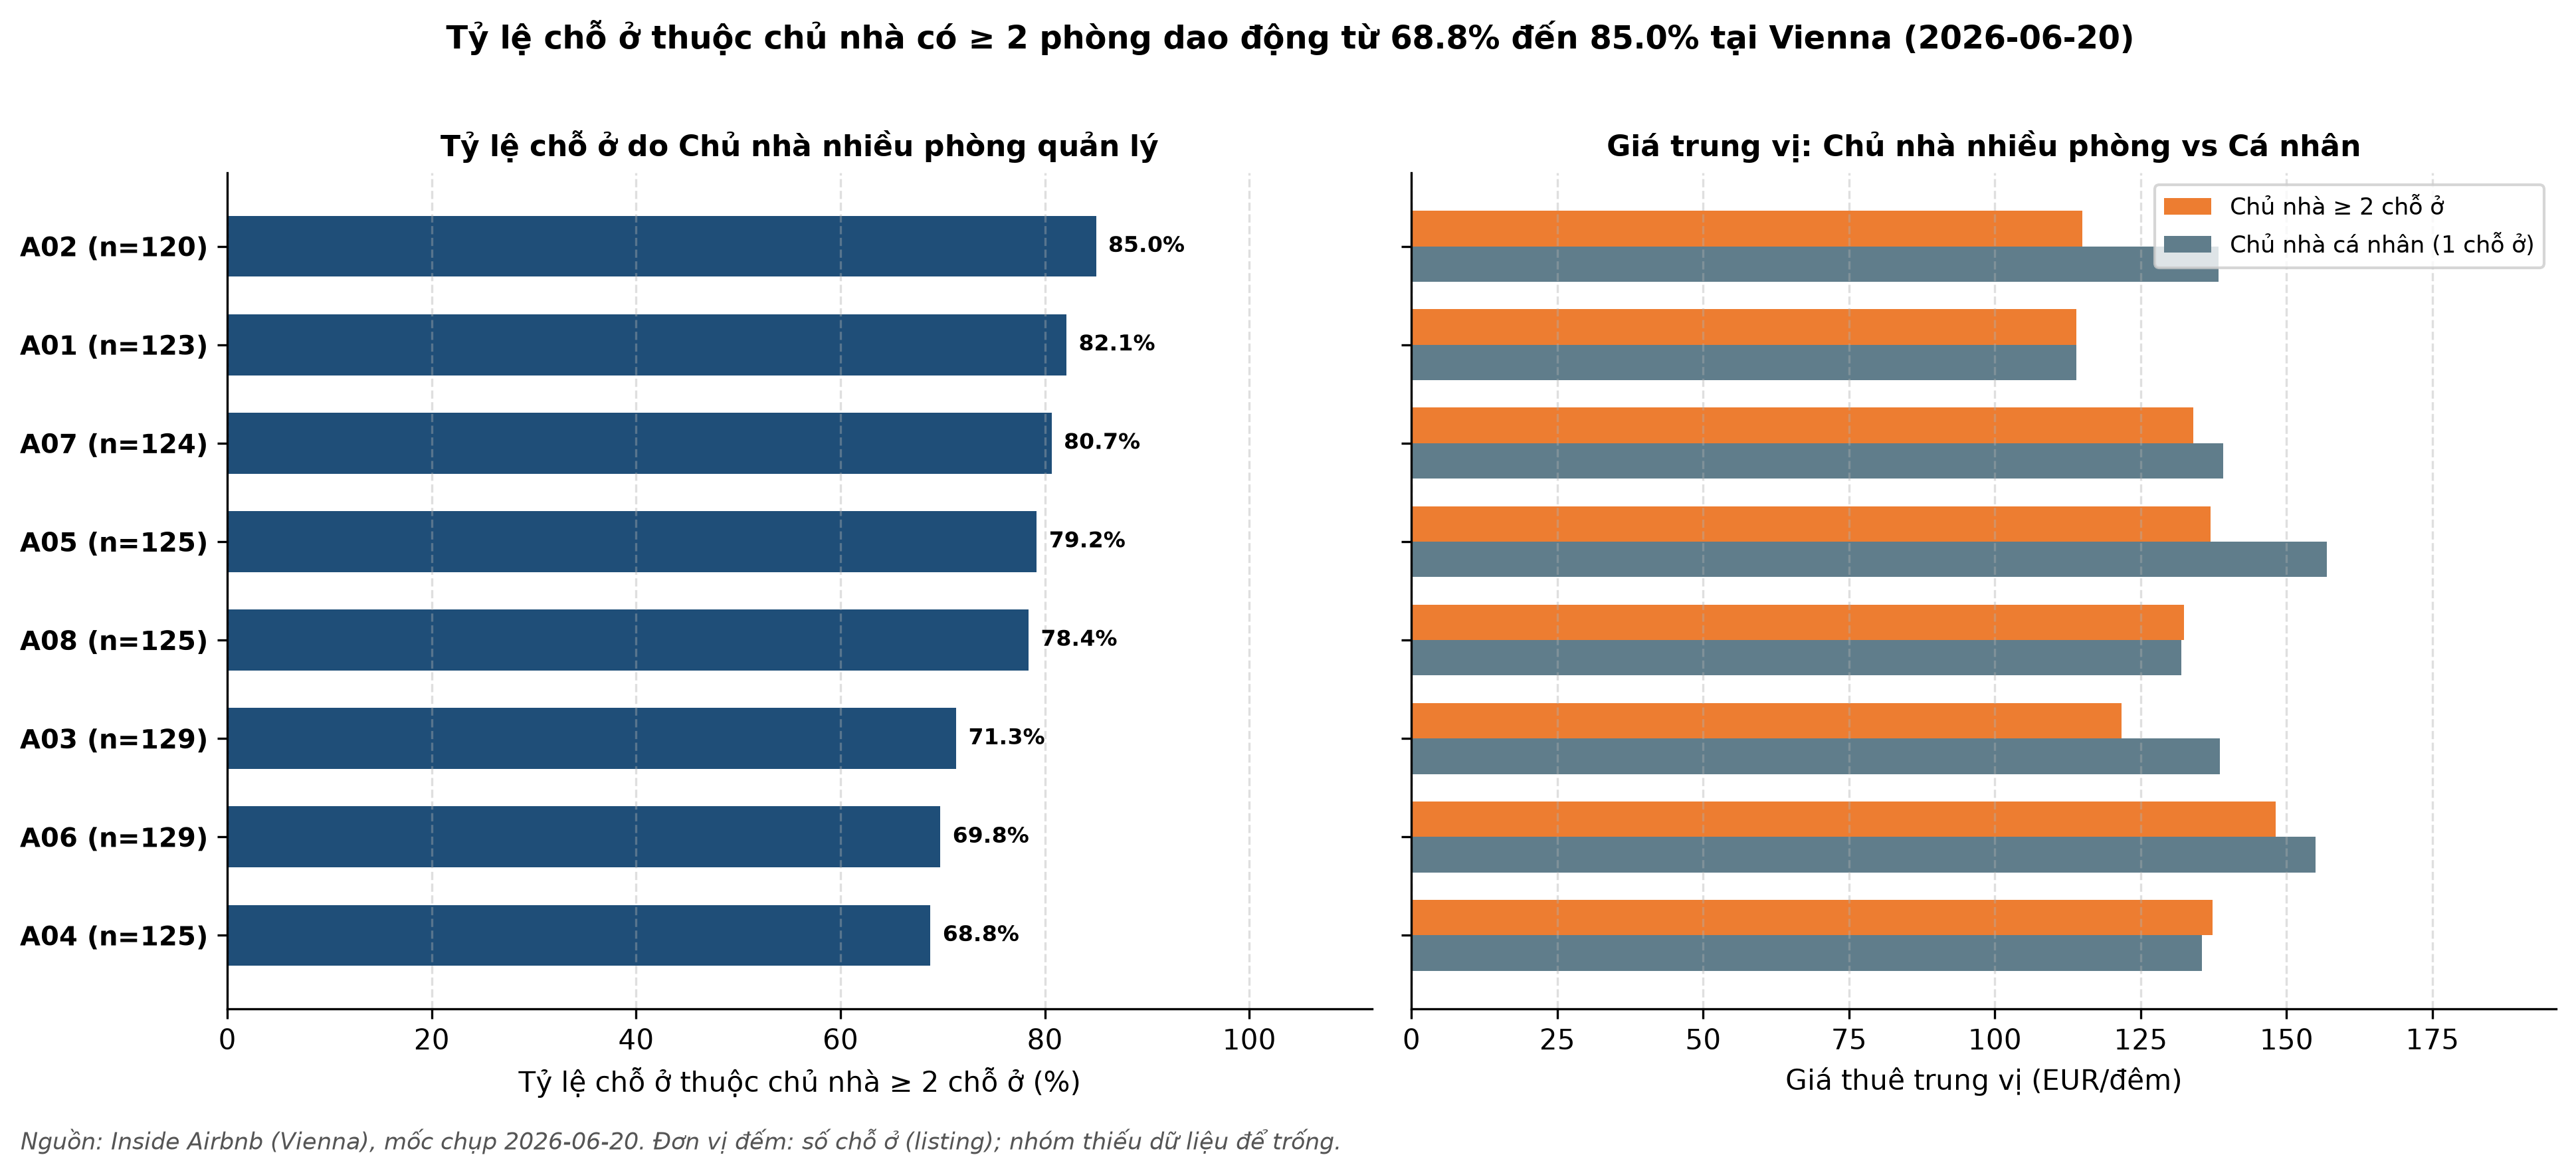 Tỷ lệ chỗ ở thuộc chủ nhà có ≥ 2 phòng dao động từ 68.8% đến 85.0% tại Vienna (2026-06-20)
Tỷ lệ chỗ ở do Chủ nhà nhiều phòng quản lý
A02 (n=120)
85.0%
A01 (n=123)
82.1%
A07 (n=124)
80.7%
A05 (n=125)
79.2%
A08 (n=125)
78.4%
A03 (n=129)
71.3%
A06 (n=129)
69.8%
A04 (n=125)
68.8%
0 20 40 60 80 100
Tỷ lệ chỗ ở thuộc chủ nhà ≥ 2 chỗ ở (%)
Giá trung vị: Chủ nhà nhiều phòng vs Cá nhân
Chủ nhà ≥ 2 chỗ ở
Chủ nhà cá nhân (1 chỗ ở)
0 25 50 75 100 125 150 175
Giá thuê trung vị (EUR/đêm)
Nguồn: Inside Airbnb (Vienna), mốc chụp 2026-06-20. Đơn vị đếm: số chỗ ở (listing); nhóm thiếu dữ liệu để trống.